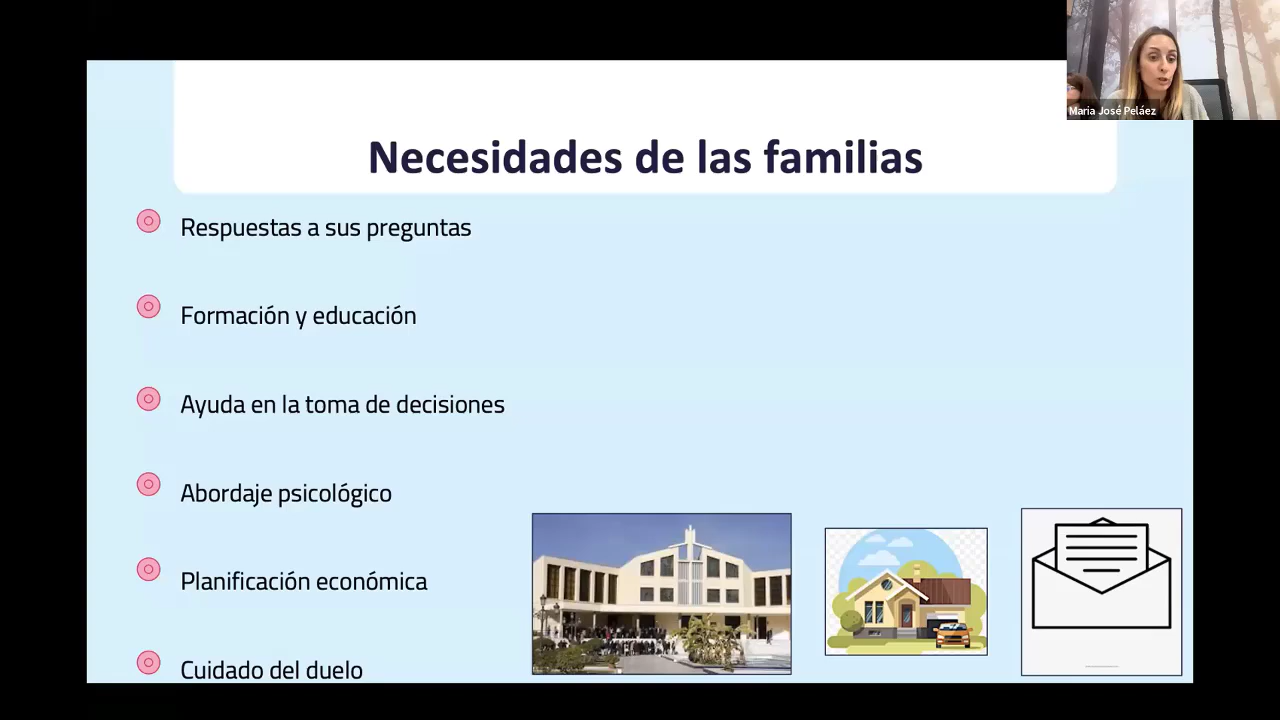 Maria José Peláez
Necesidades de las familias
Respuestas a sus preguntas
Formación y educación
Ayuda en la toma de decisiones
Abordaje psicológico
Planificación económica
Cuidado del duelo